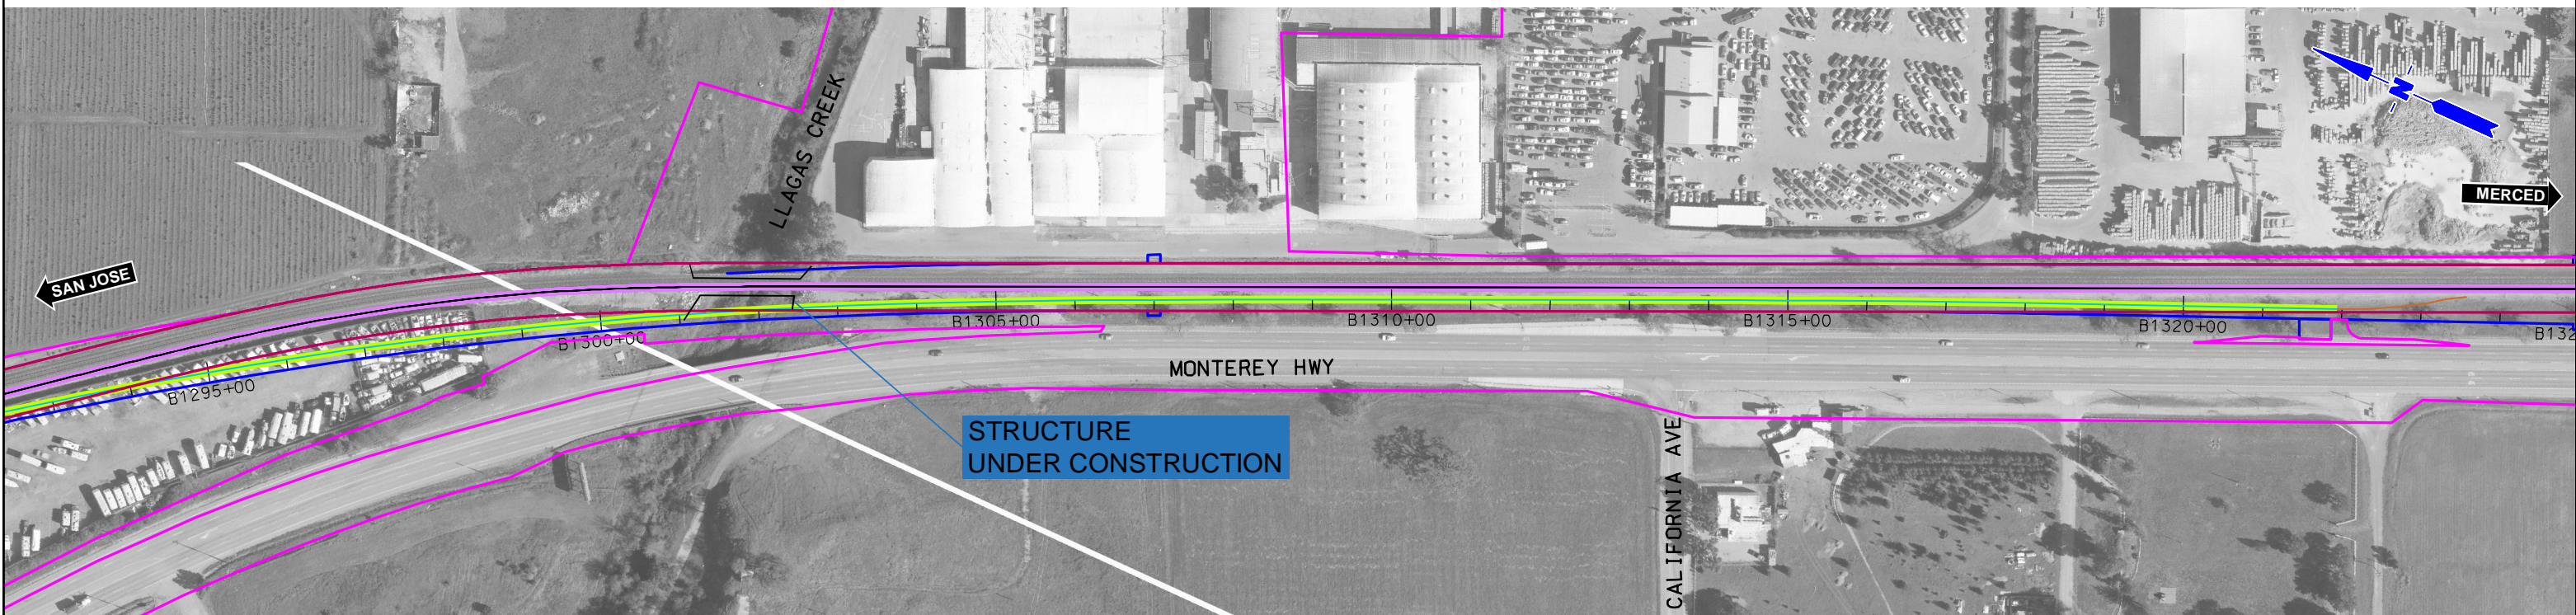 LLAGAS CREEK
N
MERCED
SAN JOSE
B1295+00
B1300+00
B1305+00
B1310+00
B1315+00
B1320+00
B132
MONTEREY HWY
STRUCTURE
UNDER CONSTRUCTION
CALIFORNIA AVE